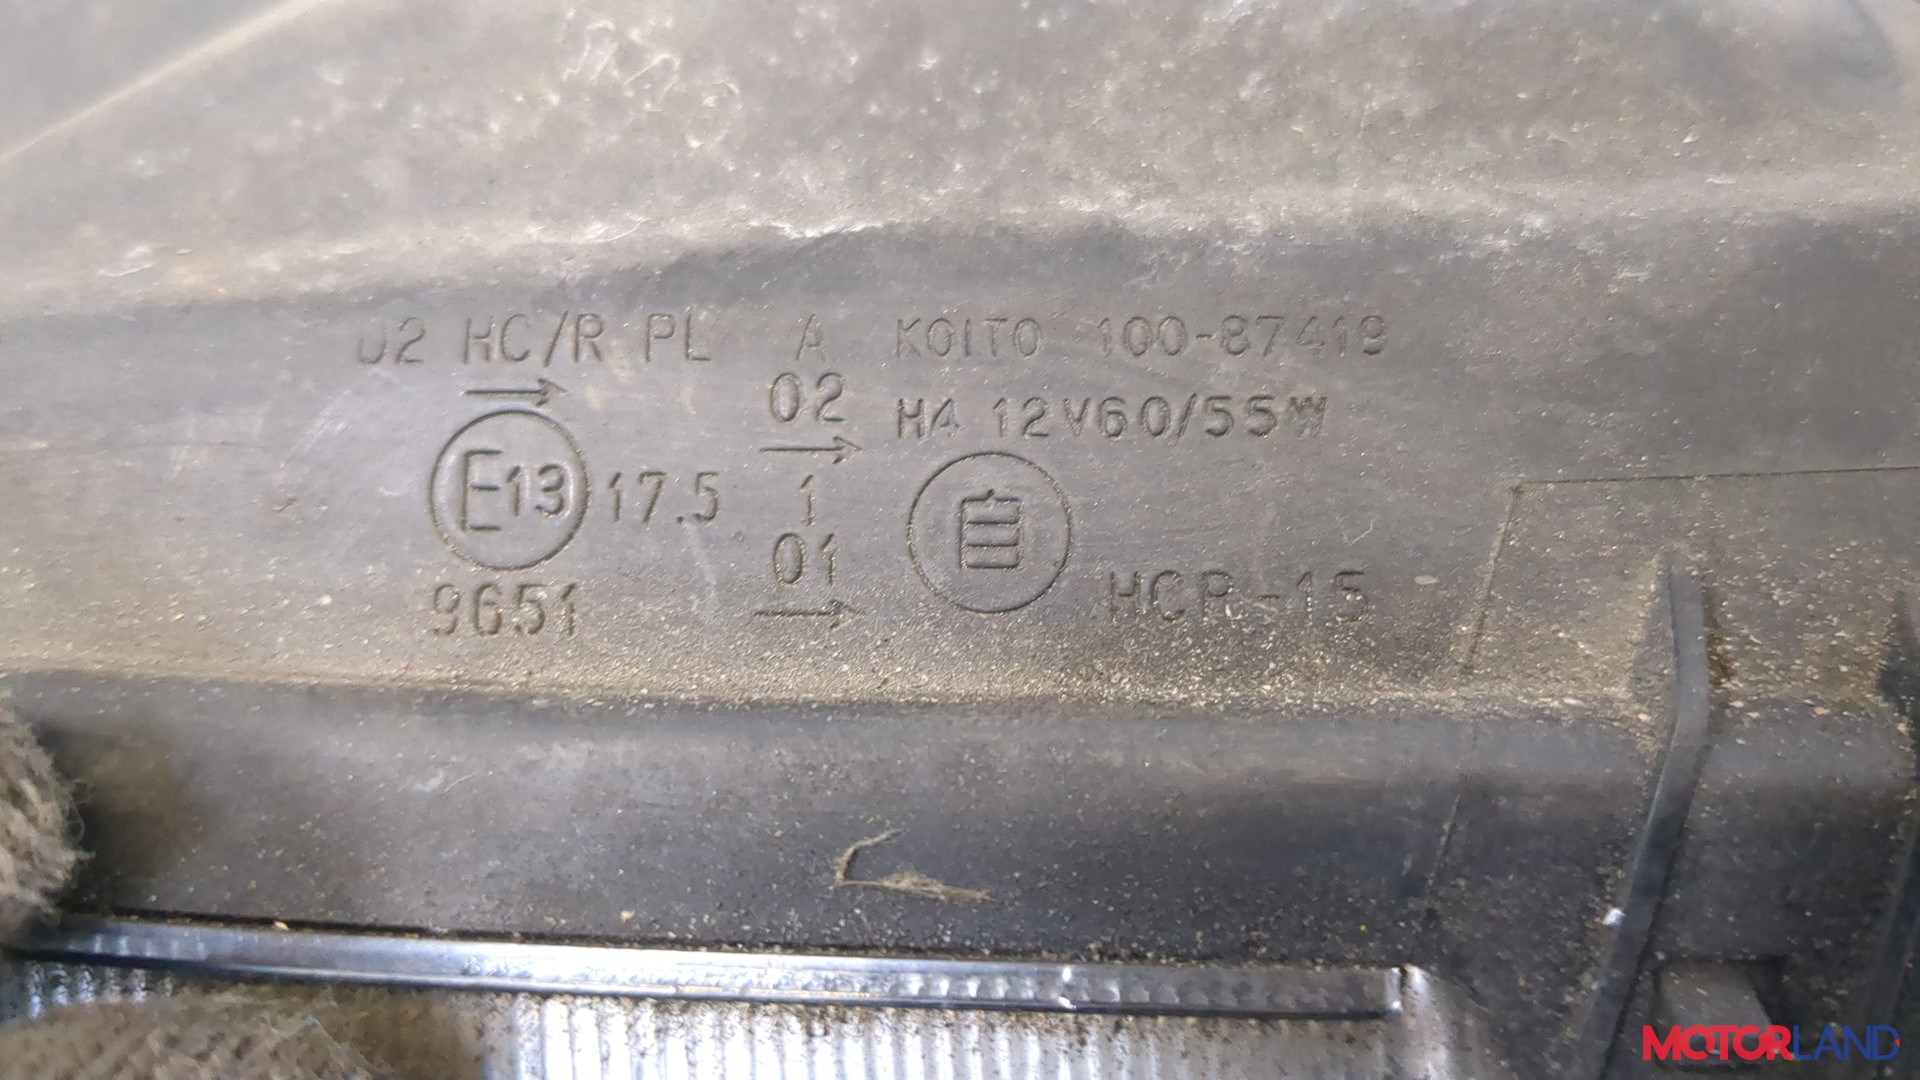 02 HC/R PL A KOITO 100-87419
→ 02 H4 12V60/55W
E13 17.5 → 1
9651 01 → HCR-15
MOTORLAND